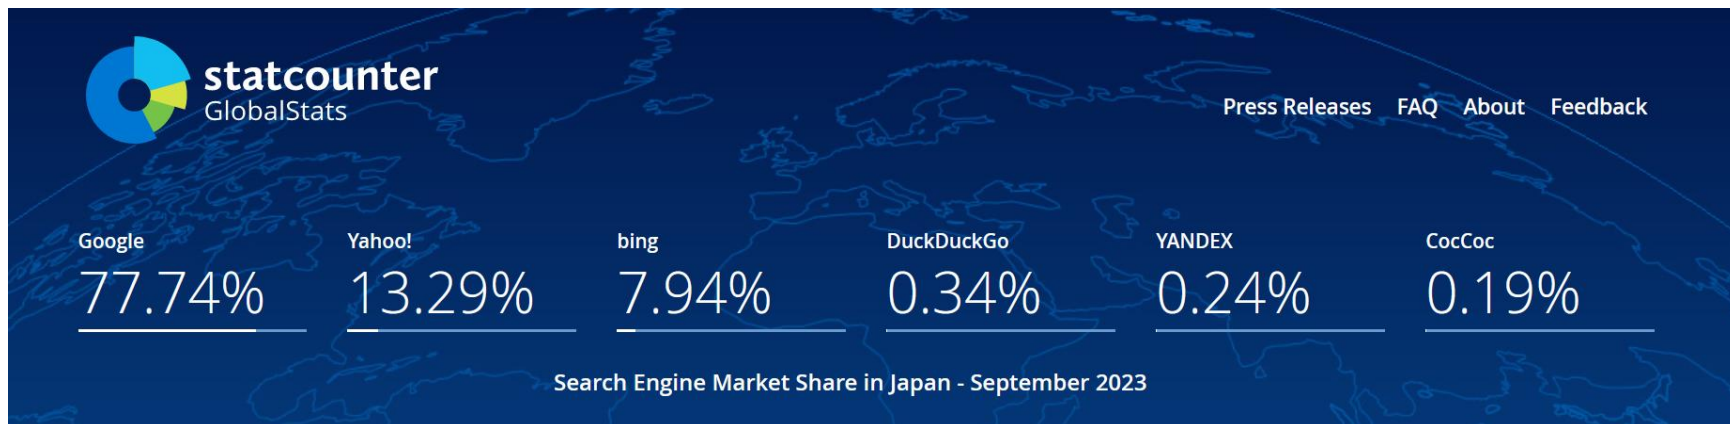 statcounter
GlobalStats
Press Releases FAQ About Feedback
Google Yahoo! bing DuckDuckGo YANDEX CocCoc
77.74% 13.29% 7.94% 0.34% 0.24% 0.19%
Search Engine Market Share in Japan - September 2023